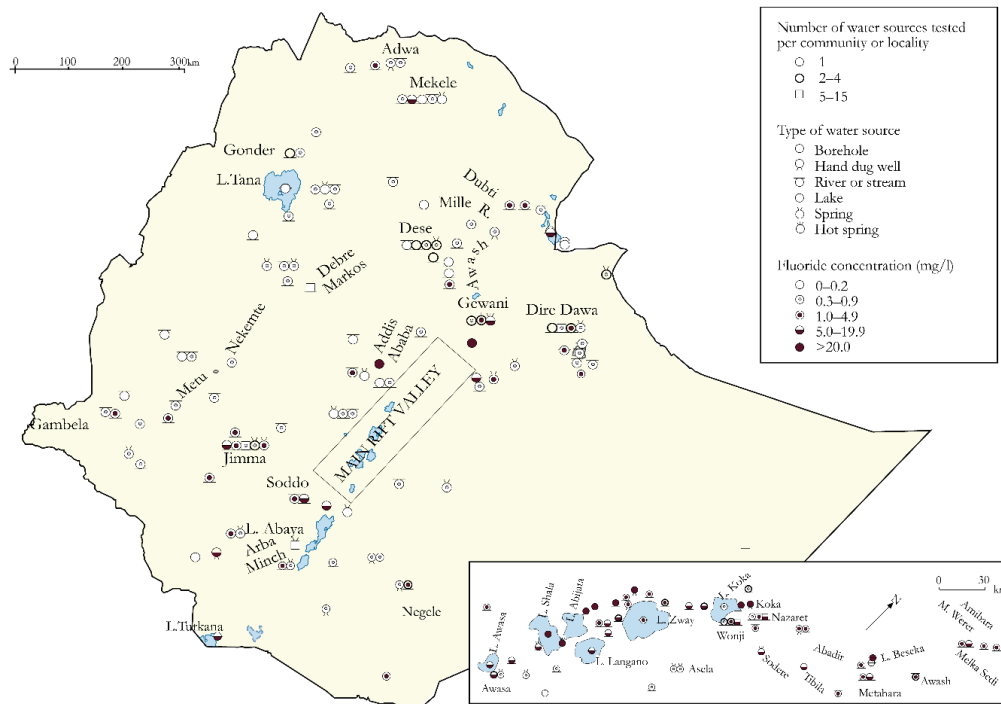 Number of water sources tested
per community or locality
1
2–4
5–15
Type of water source
Borehole
Hand dug well
River or stream
Lake
Spring
Hot spring
Fluoride concentration (mg/l)
0–0.2
0.3–0.9
1.0–4.9
5.0–19.9
>20.0
0 100 200 300km
Adwa
Mekele
Gonder
L.Tana
Dubti
Mille
R.
Awash
Dese
Debre
Markos
Gewani
Dire Dawa
Addis
Ababa
Nekemte
Metu
MAIN RIFT VALLEY
Gambela
Jimma
Soddo
L. Abaya
Arba
Minch
Negele
L.Turkana
0 30 km
N
L. Awasa
L. Shala
L. Abijata
L. Zway
L. Langano
L. Koka
Koka
Nazaret
Wonji
Awasa
Asela
Sodere
Tibila
Abadir
Metahara
L. Beseka
Awash
Amibara
M. Werer
Melka Sedi